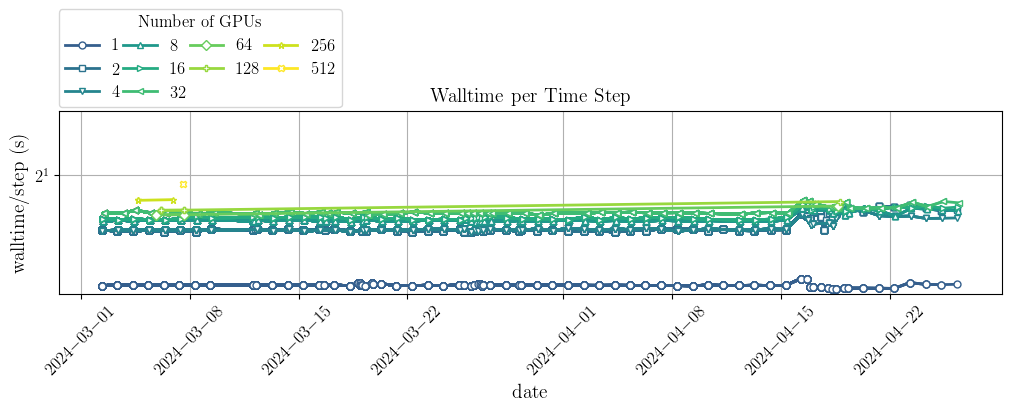 Number of GPUs
1 8 64 256
2 16 128 512
4 32
Walltime per Time Step
walltime/step (s)
2¹
2024−03−01 2024−03−08 2024−03−15 2024−03−22 2024−04−01 2024−04−08 2024−04−15 2024−04−22
date